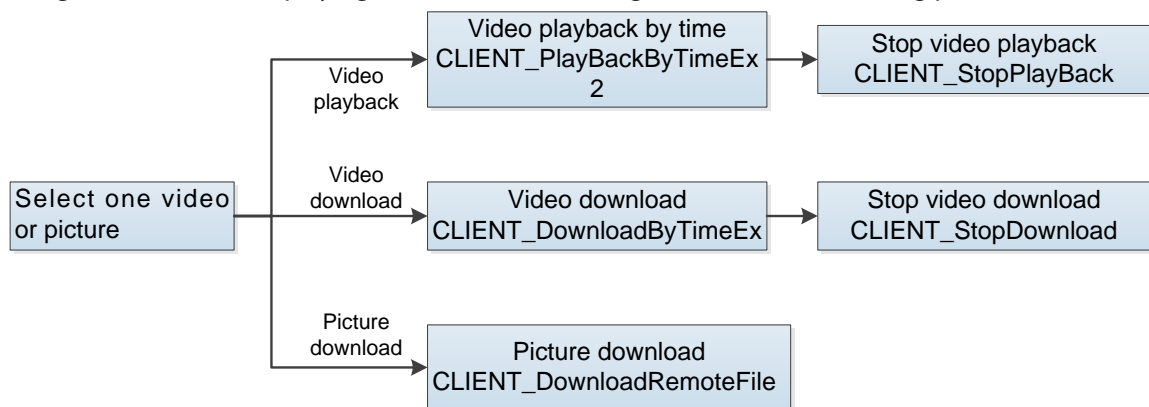 Video playback by time
CLIENT_PlayBackByTimeEx
2
Stop video playback
CLIENT_StopPlayBack
Video
playback
Select one video
or picture
Video
download
Video download
CLIENT_DownloadByTimeEx
Stop video download
CLIENT_StopDownload
Picture
download
Picture download
CLIENT_DownloadRemoteFile